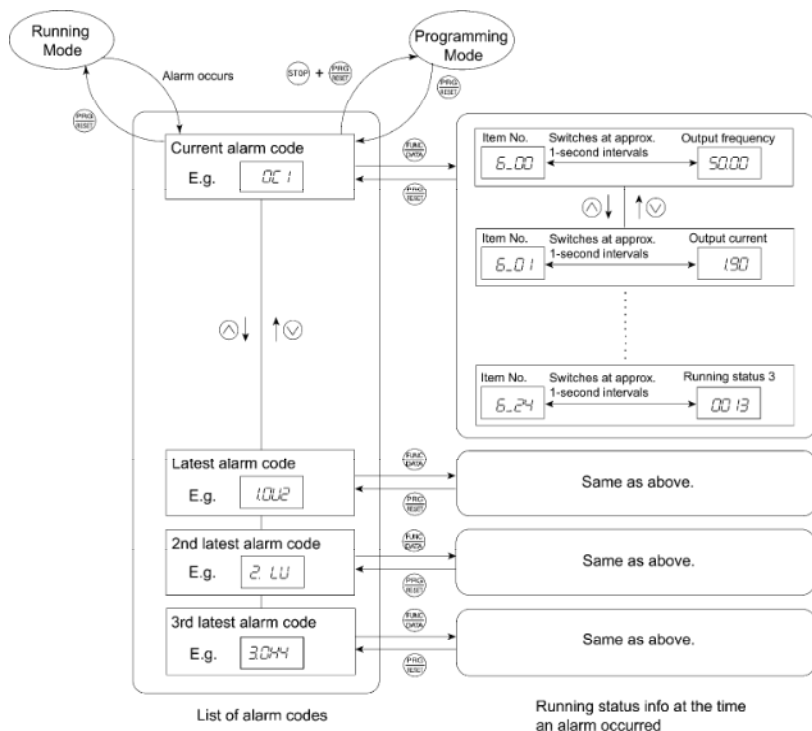 Running
Mode
Programming
Mode
Alarm occurs
STOP + PRG
RESET
PRG
RESET
PRG
RESET
Current alarm code
E.g. OC1
FUNC
DATA
PRG
RESET
Item No. Switches at approx. Output frequency
1-second intervals
6_00 50.00
Item No. Switches at approx. Output current
1-second intervals
6_01 1.90
Item No. Switches at approx. Running status 3
1-second intervals
6_24 0013
Latest alarm code
E.g. 1.OU2
FUNC
DATA
PRG
RESET
Same as above.
2nd latest alarm code
E.g. 2. LU
FUNC
DATA
PRG
RESET
Same as above.
3rd latest alarm code
E.g. 3.OH4
FUNC
DATA
PRG
RESET
Same as above.
List of alarm codes
Running status info at the time
an alarm occurred